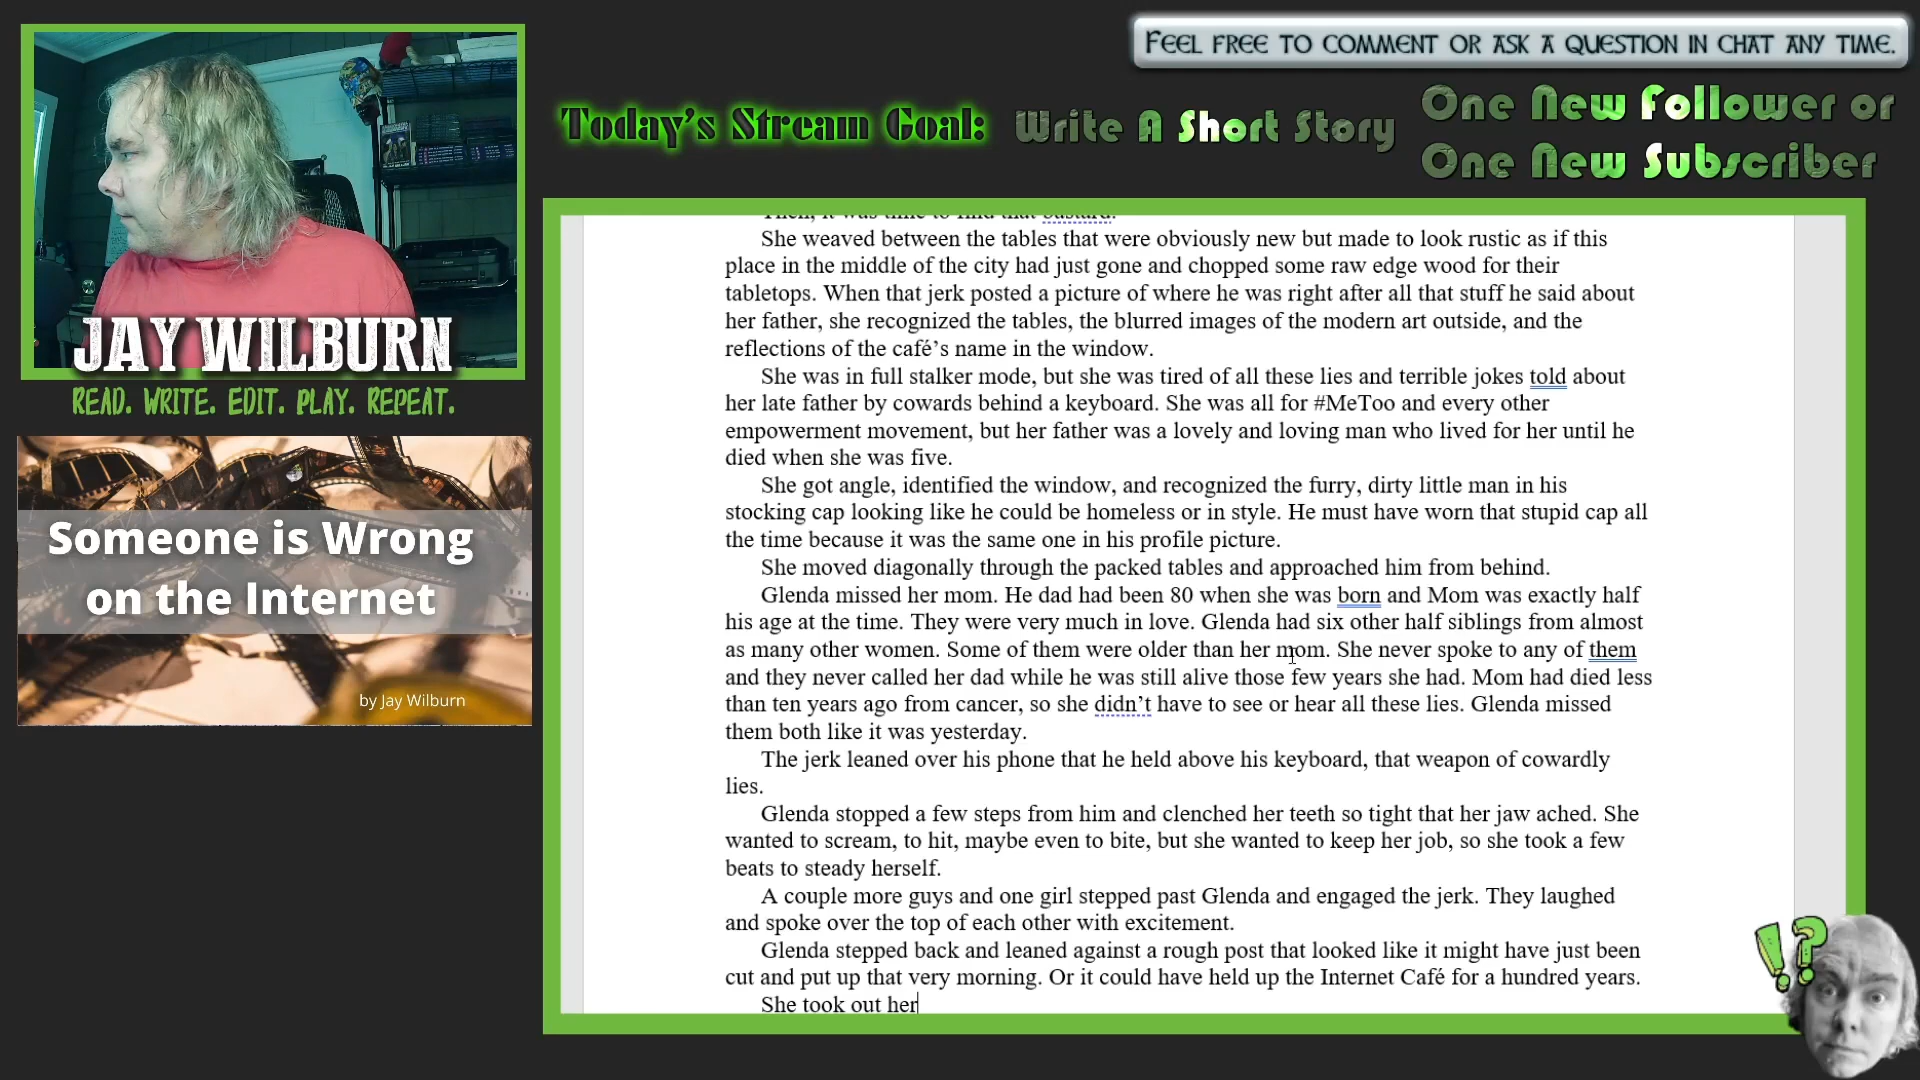 FEEL FREE TO COMMENT OR ASK A QUESTION IN CHAT ANY TIME.
Today's Stream Goal:
Write A Short Story
One New Follower or
One New Subscriber
JAY WILBURN
READ. WRITE. EDIT. PLAY. REPEAT.
Someone is Wrong
on the Internet
by Jay Wilburn
Then, it was time to find that bastard.
She weaved between the tables that were obviously new but made to look rustic as if this
place in the middle of the city had just gone and chopped some raw edge wood for their
tabletops. When that jerk posted a picture of where he was right after all that stuff he said about
her father, she recognized the tables, the blurred images of the modern art outside, and the
reflections of the café’s name in the window.
She was in full stalker mode, but she was tired of all these lies and terrible jokes told about
her late father by cowards behind a keyboard. She was all for #MeToo and every other
empowerment movement, but her father was a lovely and loving man who lived for her until he
died when she was five.
She got angle, identified the window, and recognized the furry, dirty little man in his
stocking cap looking like he could be homeless or in style. He must have worn that stupid cap all
the time because it was the same one in his profile picture.
She moved diagonally through the packed tables and approached him from behind.
Glenda missed her mom. He dad had been 80 when she was born and Mom was exactly half
his age at the time. They were very much in love. Glenda had six other half siblings from almost
as many other women. Some of them were older than her mom. She never spoke to any of them
and they never called her dad while he was still alive those few years she had. Mom had died less
than ten years ago from cancer, so she didn’t have to see or hear all these lies. Glenda missed
them both like it was yesterday.
The jerk leaned over his phone that he held above his keyboard, that weapon of cowardly
lies.
Glenda stopped a few steps from him and clenched her teeth so tight that her jaw ached. She
wanted to scream, to hit, maybe even to bite, but she wanted to keep her job, so she took a few
beats to steady herself.
A couple more guys and one girl stepped past Glenda and engaged the jerk. They laughed
and spoke over the top of each other with excitement.
Glenda stepped back and leaned against a rough post that looked like it might have just been
cut and put up that very morning. Or it could have held up the Internet Café for a hundred years.
She took out her
!?